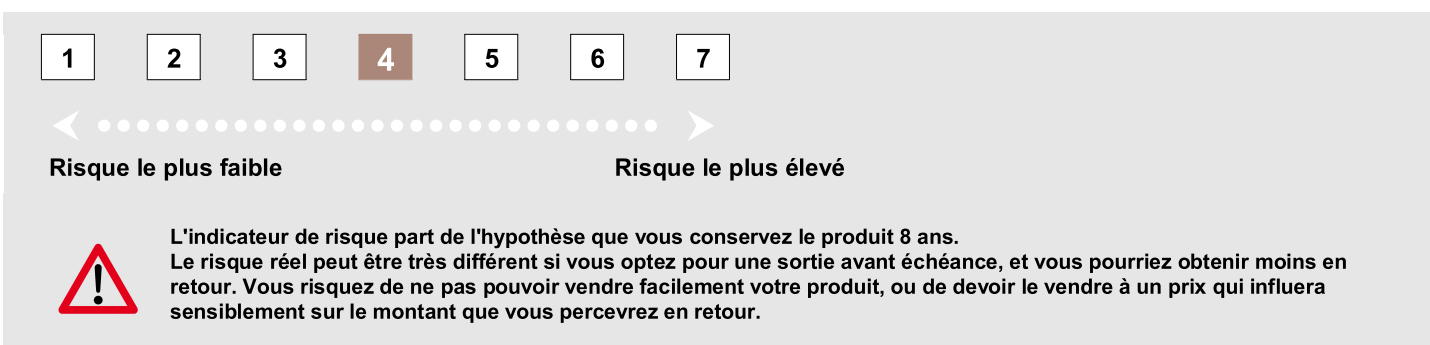 1 2 3 4 5 6 7
Risque le plus faible Risque le plus élevé
L'indicateur de risque part de l'hypothèse que vous conservez le produit 8 ans.
Le risque réel peut être très différent si vous optez pour une sortie avant échéance, et vous pourriez obtenir moins en
retour. Vous risquez de ne pas pouvoir vendre facilement votre produit, ou de devoir le vendre à un prix qui influera
sensiblement sur le montant que vous percevrez en retour.